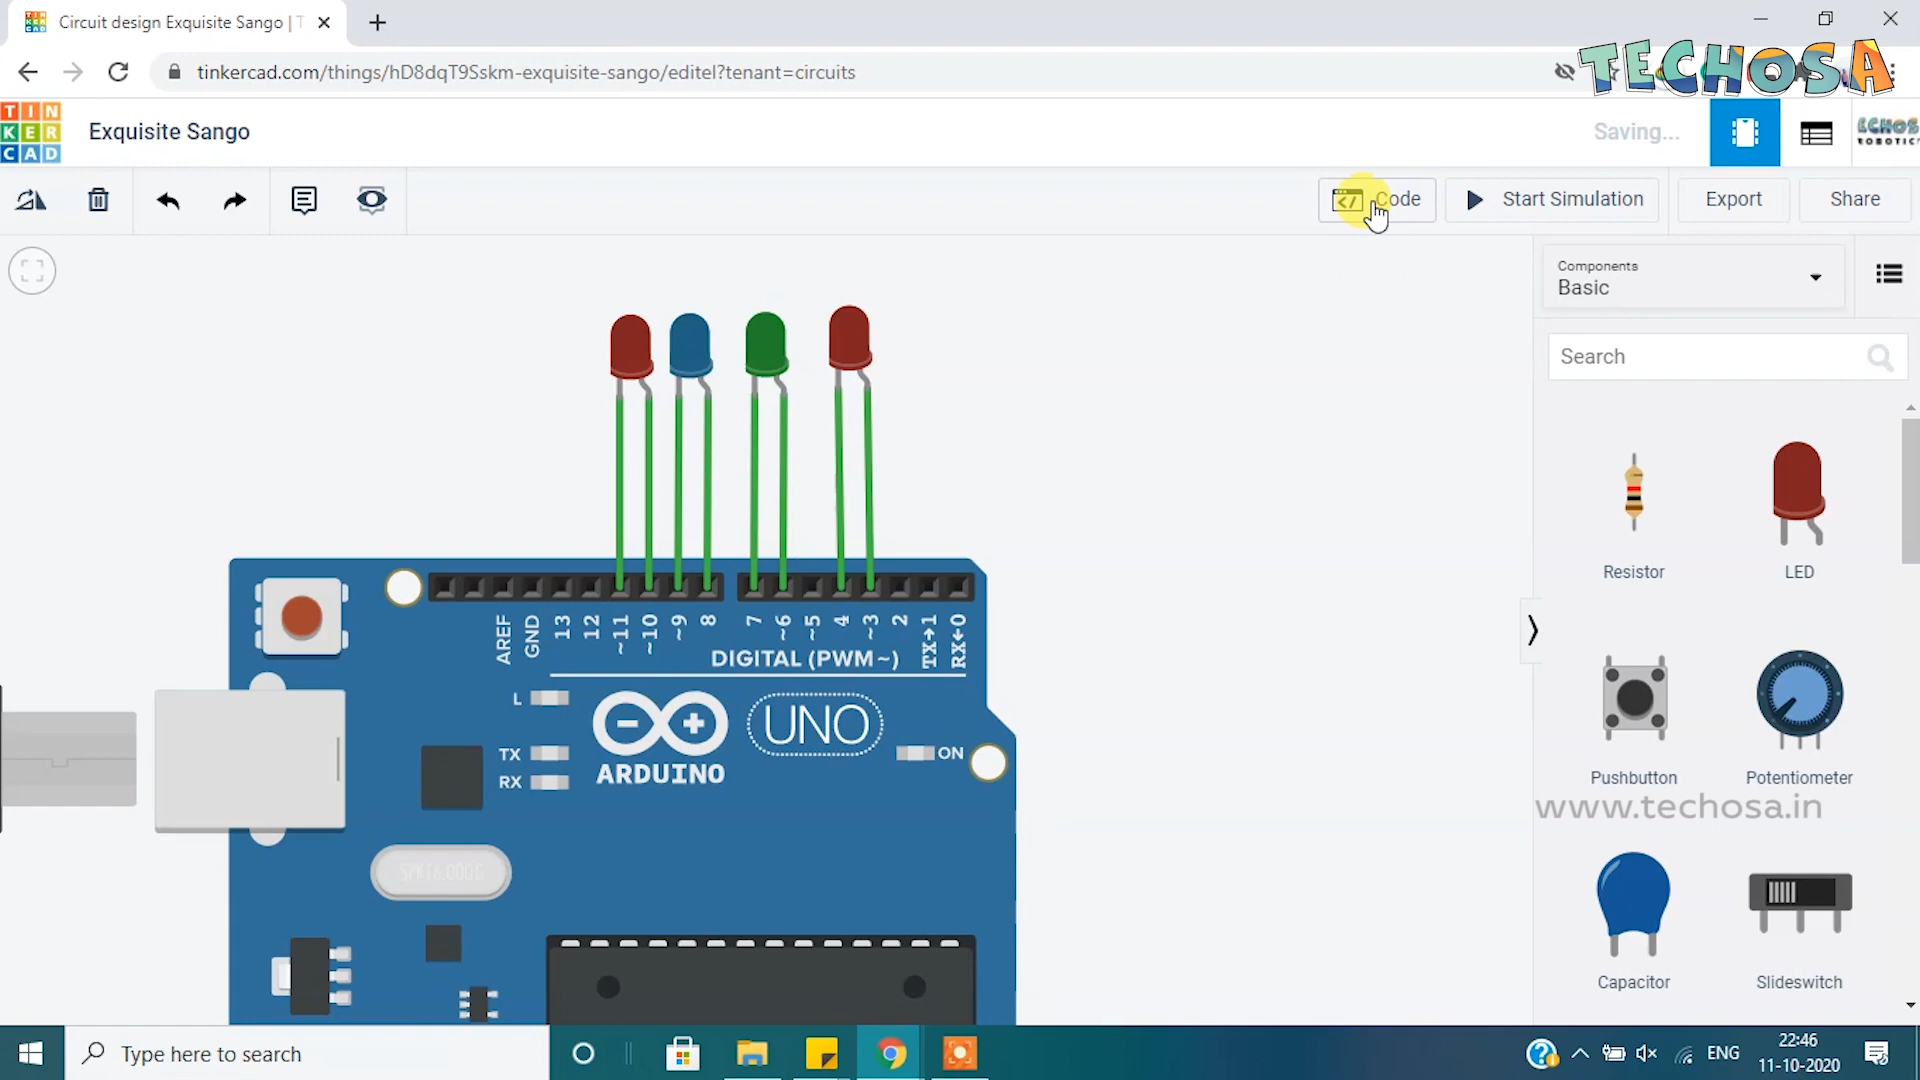 Circuit design Exquisite Sango | T
tinkercad.com/things/hD8dqT9Sskm-exquisite-sango/editel?tenant=circuits
TECHOSA
TIN
KER
CAD
Exquisite Sango
Saving...
ECHOSA
ROBOTIC
Code
Start Simulation
Export
Share
Components
Basic
Search
Resistor
LED
Pushbutton
Potentiometer
www.techosa.in
Capacitor
Slideswitch
AREF
GND
13
12
~11
~10
~9
8
7
~6
~5
4
~3
2
TX→1
RX←0
DIGITAL (PWM~)
L
TX
RX
ARDUINO
UNO
ON
Type here to search
ENG
22:46
11-10-2020